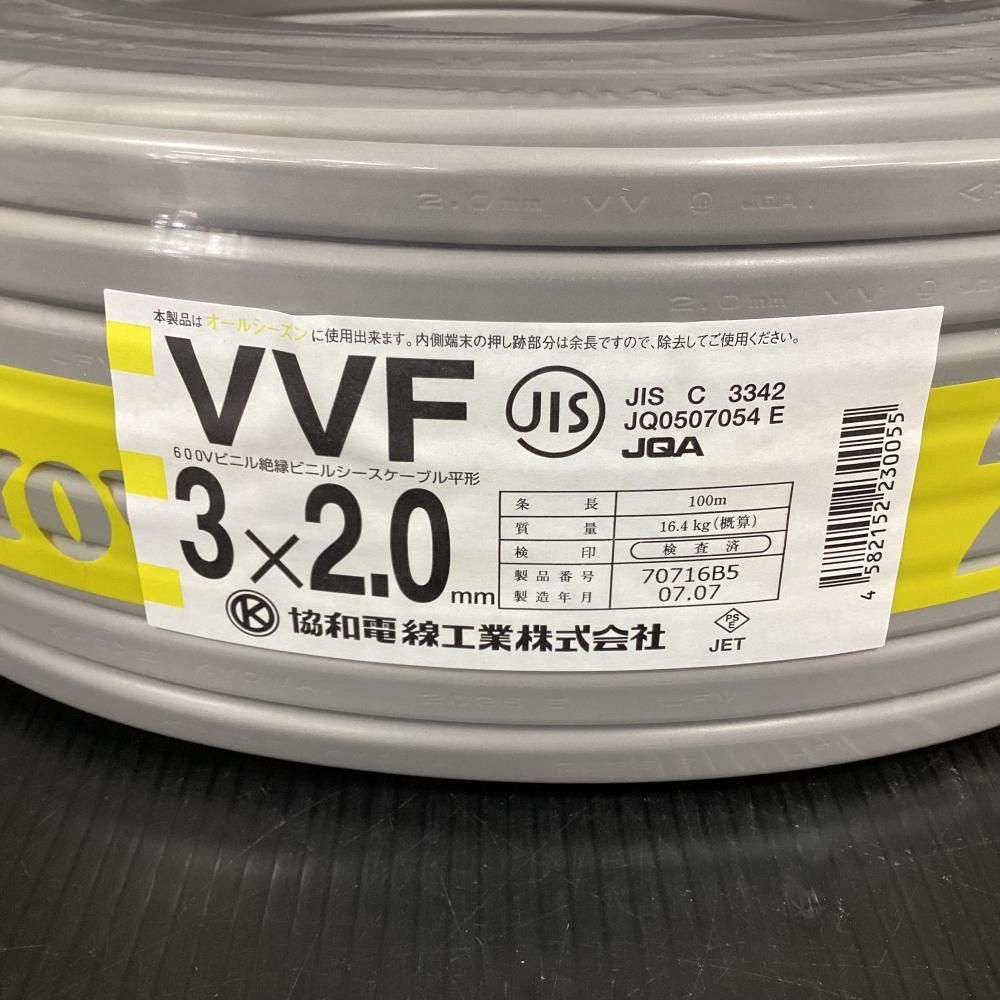 2.0mm VV JQA.
2.0mm VV
本製品はオールシーズンに使用出来ます。内側端末の押し跡部分は余長ですので、除去してご使用ください。
VVF
600Vビニル絶縁ビニルシースケーブル平形
3×2.0mm
JIS
JIS C 3342
JQ0507054 E
JQA
条長 100m
質量 16.4 kg(概算)
検印 検査済
製品番号 70716B5
製造年月 07.07
K 協和電線工業株式会社
PS
E
JET
4 582152 230055